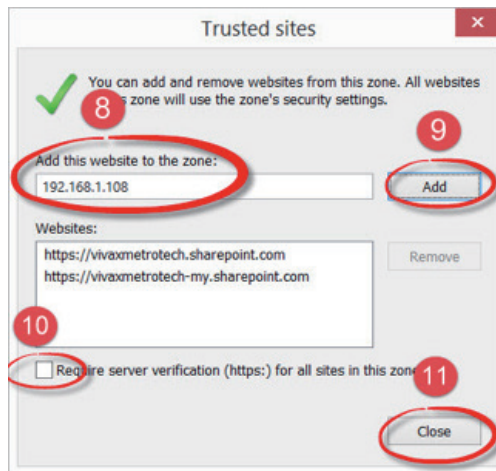 Trusted sites
You can add and remove websites from this zone. All websites
zone will use the zone's security settings.
8
9
Add this website to the zone:
192.168.1.108
Add
Websites:
https://vivaxmetrotech.sharepoint.com
https://vivaxmetrotech-my.sharepoint.com
Remove
10
Require server verification (https:) for all sites in this zone
11
Close